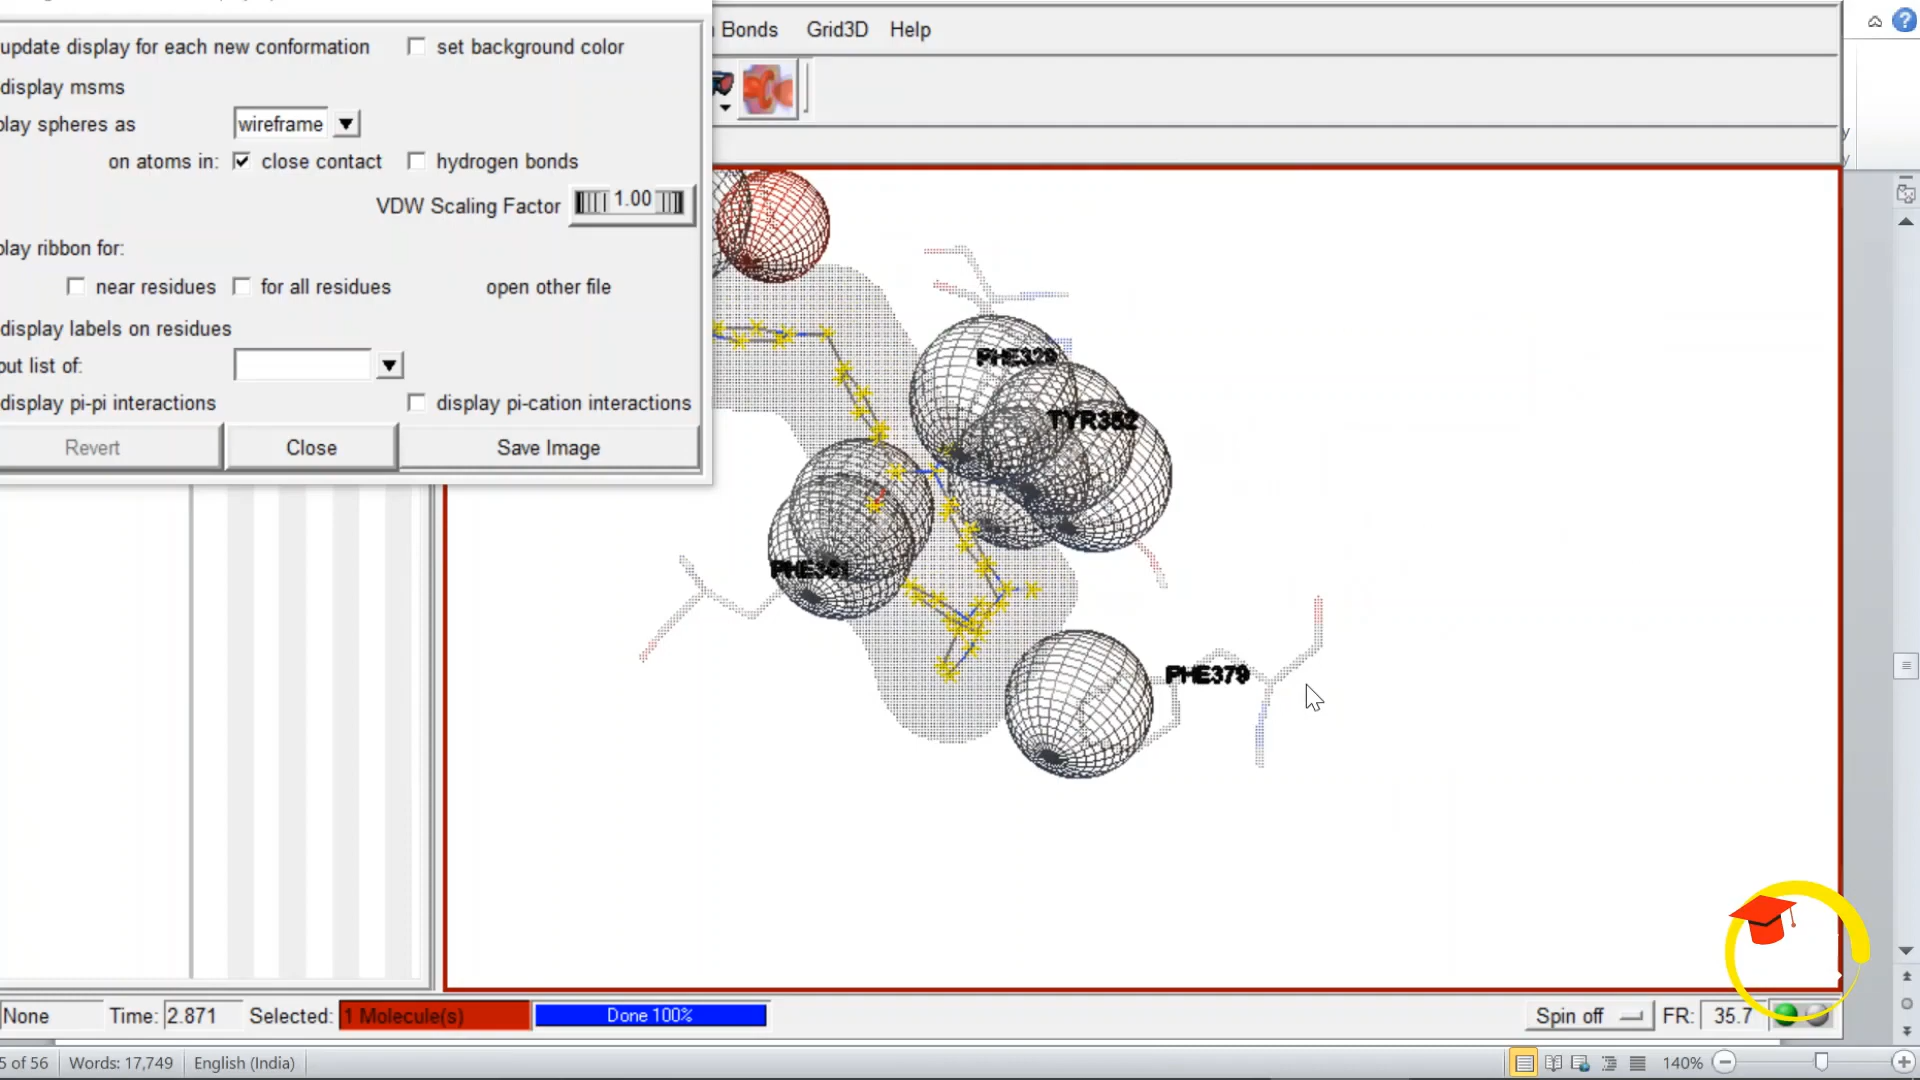 update display for each new conformation
set background color
Bonds
Grid3D
Help
display msms
play spheres as
wireframe
on atoms in:
close contact
hydrogen bonds
VDW Scaling Factor
1.00
play ribbon for:
near residues
for all residues
open other file
display labels on residues
out list of:
display pi-pi interactions
display pi-cation interactions
Revert
Close
Save Image
PHE329
TYR352
PHE379
None
Time: 2.871
Selected:
1 Molecule(s)
Done 100%
Spin off
FR: 35.7
5 of 56
Words: 17,749
English (India)
140%